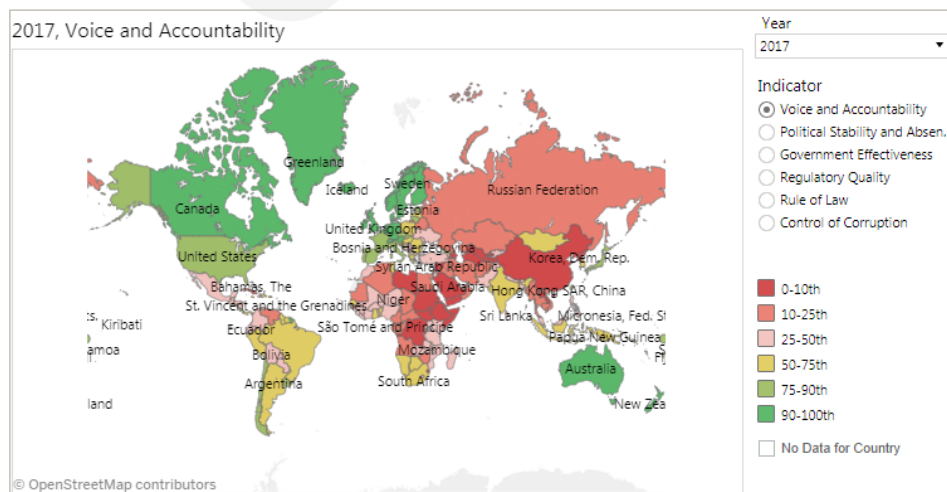 2017, Voice and Accountability
Year
2017
Indicator
Voice and Accountability
Political Stability and Absen.
Government Effectiveness
Regulatory Quality
Rule of Law
Control of Corruption
Greenland
Iceland
Sweden
Russian Federation
Canada
Estonia
United Kingdom
Bosnia and Herzegovina
United States
Korea, Dem. Rep.
Syrian Arab Republic
Bahamas, The
Saudi Arabia
Hong Kong SAR, China
St. Vincent and the Grenadines
Niger
Kiribati
Sri Lanka
Micronesia, Fed. St
Ecuador
São Tomé and Príncipe
Papua New Guinea
amoa
Bolivia
Mozambique
Australia
Argentina
South Africa
land
New Zea
0-10th
10-25th
25-50th
50-75th
75-90th
90-100th
No Data for Country
© OpenStreetMap contributors